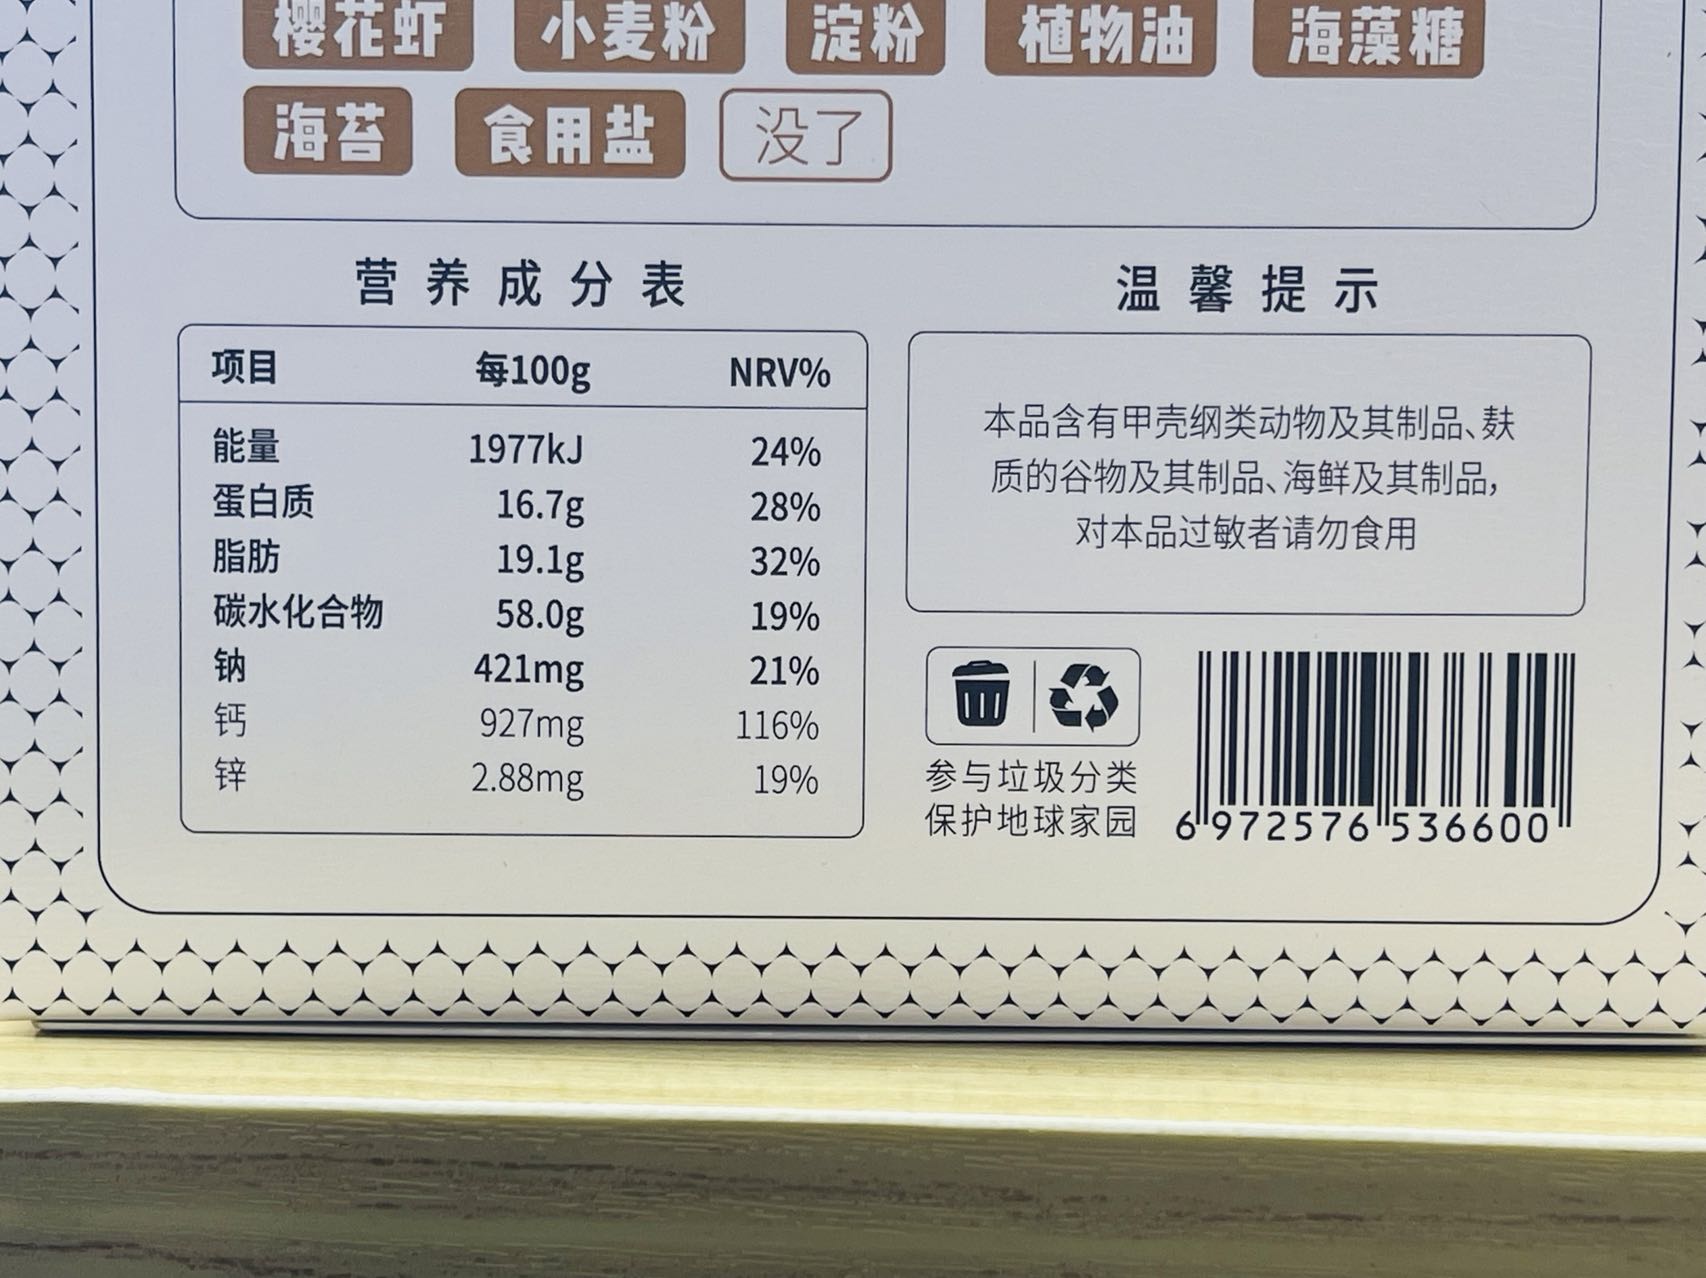 樱花虾 小麦粉 淀粉 植物油 海藻糖
海苔 食用盐 没了
营养成分表
项目 每100g NRV%
能量 1977kJ 24%
蛋白质 16.7g 28%
脂肪 19.1g 32%
碳水化合物 58.0g 19%
钠 421mg 21%
钙 927mg 116%
锌 2.88mg 19%
温馨提示
本品含有甲壳纲类动物及其制品、麸
质的谷物及其制品、海鲜及其制品，
对本品过敏者请勿食用
参与垃圾分类
保护地球家园
6 972576 536600